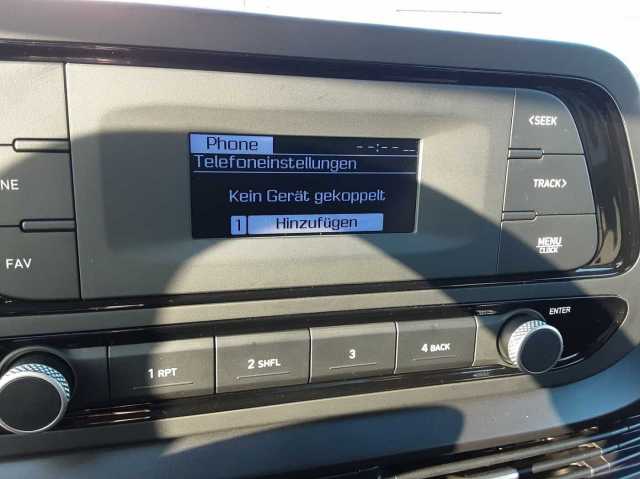 Phone --:-- __
Telefoneinstellungen
Kein Gerät gekoppelt
1 Hinzufügen
<SEEK
TRACK>
MENU
CLOCK
NE
FAV
ENTER
1 RPT
2 SHFL
3
4 BACK